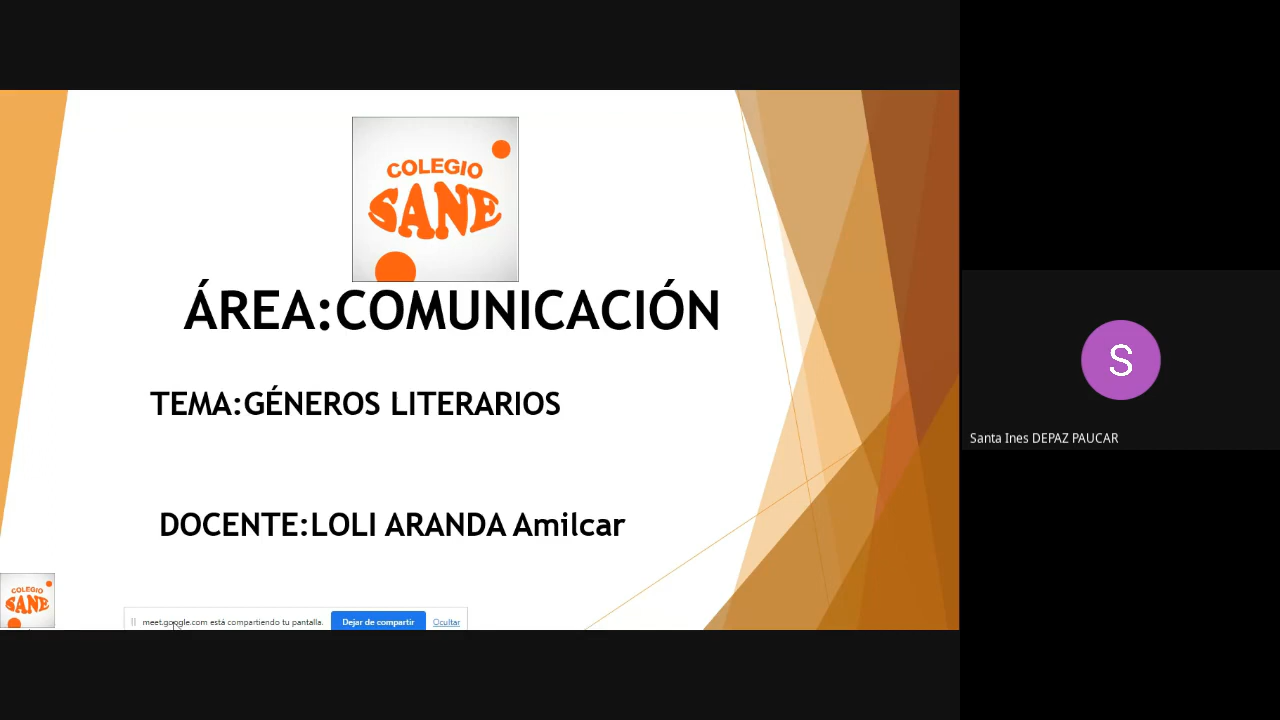 COLEGIO
SANE
ÁREA:COMUNICACIÓN
TEMA:GÉNEROS LITERARIOS
DOCENTE:LOLI ARANDA Amilcar
COLEGIO
SANE
meet.google.com está compartiendo tu pantalla.
Dejar de compartir
Ocultar
S
Santa Ines DEPAZ PAUCAR